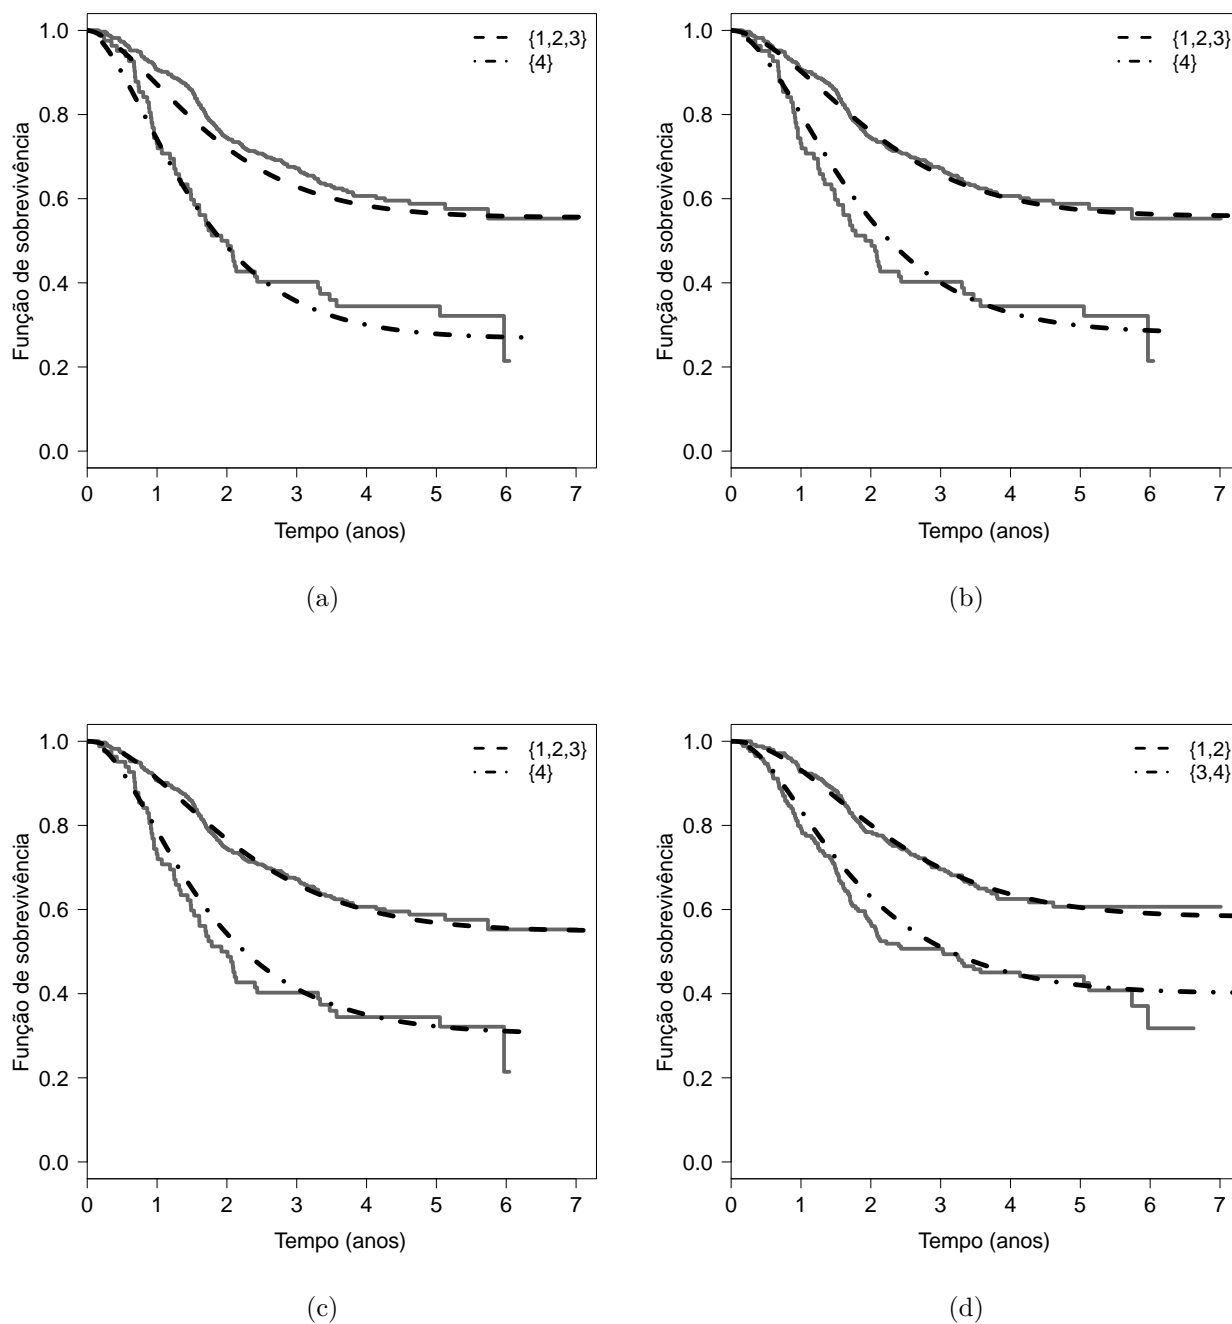 Função de sobrevivência
1.0
0.8
0.6
0.4
0.2
0.0
{1,2,3}
{4}
0 1 2 3 4 5 6 7
Tempo (anos)
(a)
Função de sobrevivência
1.0
0.8
0.6
0.4
0.2
0.0
{1,2,3}
{4}
0 1 2 3 4 5 6 7
Tempo (anos)
(b)
Função de sobrevivência
1.0
0.8
0.6
0.4
0.2
0.0
{1,2,3}
{4}
0 1 2 3 4 5 6 7
Tempo (anos)
(c)
Função de sobrevivência
1.0
0.8
0.6
0.4
0.2
0.0
{1,2}
{3,4}
0 1 2 3 4 5 6 7
Tempo (anos)
(d)